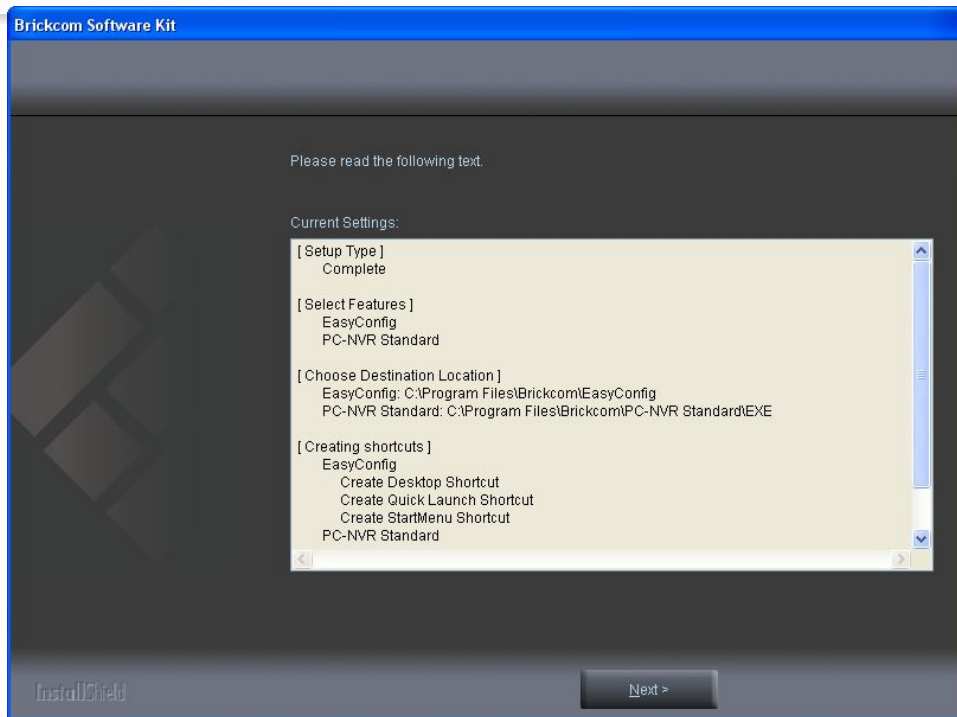 Brickcom Software Kit
Please read the following text.
Current Settings:
[ Setup Type ]
Complete
[ Select Features ]
EasyConfig
PC-NVR Standard
[ Choose Destination Location ]
EasyConfig: C:\Program Files\Brickcom\EasyConfig
PC-NVR Standard: C:\Program Files\Brickcom\PC-NVR Standard\EXE
[ Creating shortcuts ]
EasyConfig
Create Desktop Shortcut
Create Quick Launch Shortcut
Create StartMenu Shortcut
PC-NVR Standard
InstallShield
Next >